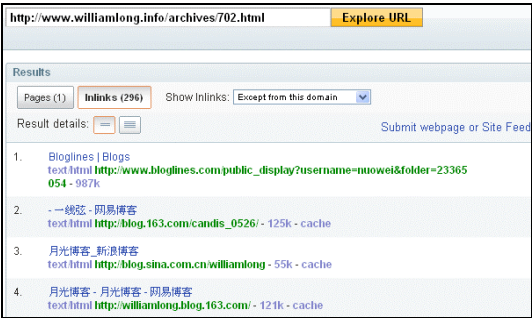 http://www.williamlong.info/archives/702.html Explore URL
Results
Pages (1) Inlinks (296) Show Inlinks: Except from this domain
Result details: Submit webpage or Site Feed
1. Bloglines | Blogs
text/html http://www.bloglines.com/public_display?username=nuowei&folder=23365
054 - 987k
2. - 一线弦 - 网易博客
text/html http://blog.163.com/candis_0526/ - 125k - cache
3. 月光博客_新浪博客
text/html http://blog.sina.com.cn/williamlong - 55k - cache
4. 月光博客 - 月光博客 - 网易博客
text/html http://williamlong.blog.163.com/ - 121k - cache